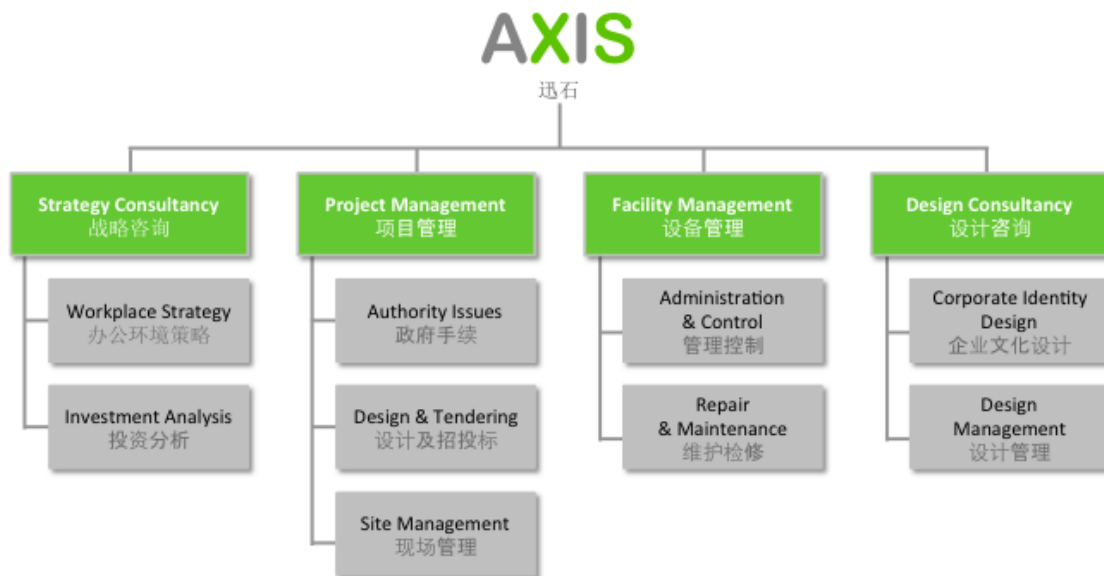 AXIS
迅石
Strategy Consultancy
战略咨询
Workplace Strategy
办公环境策略
Investment Analysis
投资分析
Project Management
项目管理
Authority Issues
政府手续
Design & Tendering
设计及招投标
Site Management
现场管理
Facility Management
设备管理
Administration
& Control
管理控制
Repair
& Maintenance
维护检修
Design Consultancy
设计咨询
Corporate Identity
Design
企业文化设计
Design
Management
设计管理